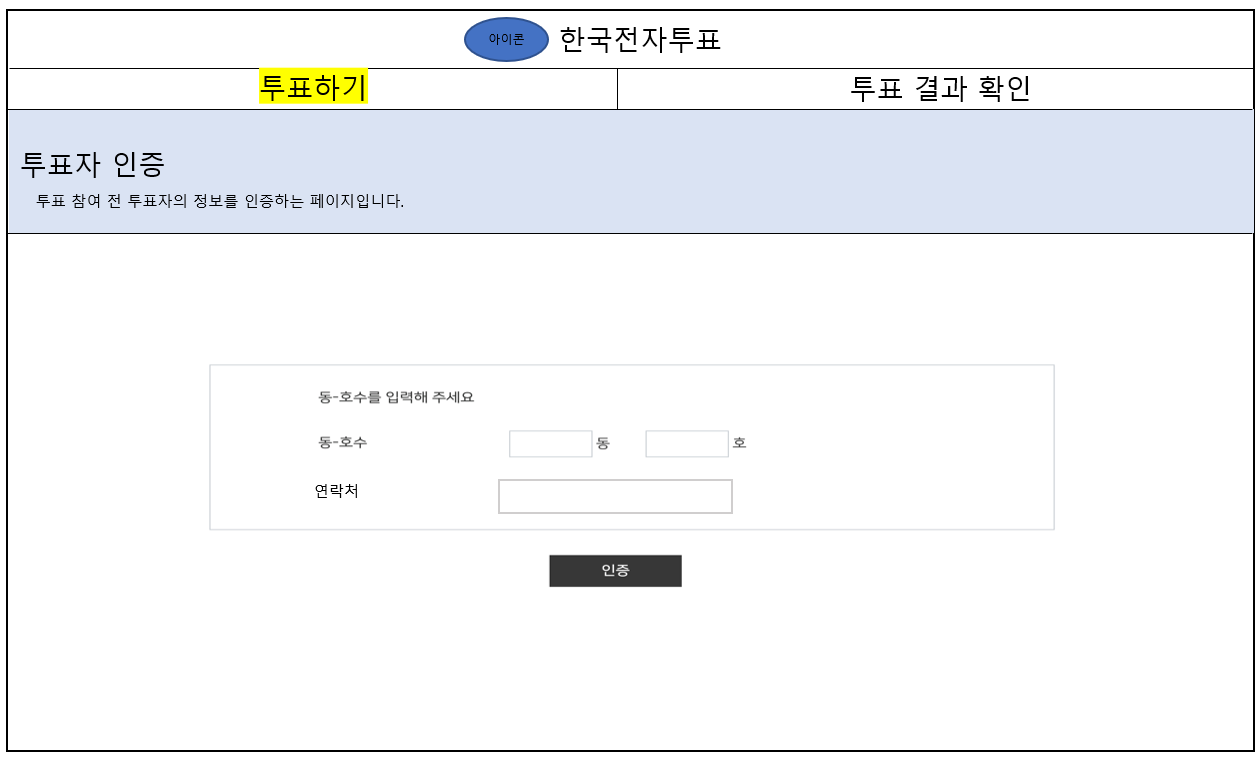 아이콘 한국전자투표
투표하기 투표 결과 확인
투표자 인증
투표 참여 전 투표자의 정보를 인증하는 페이지입니다.
동-호수를 입력해 주세요
동-호수 동 호
연락처
인증